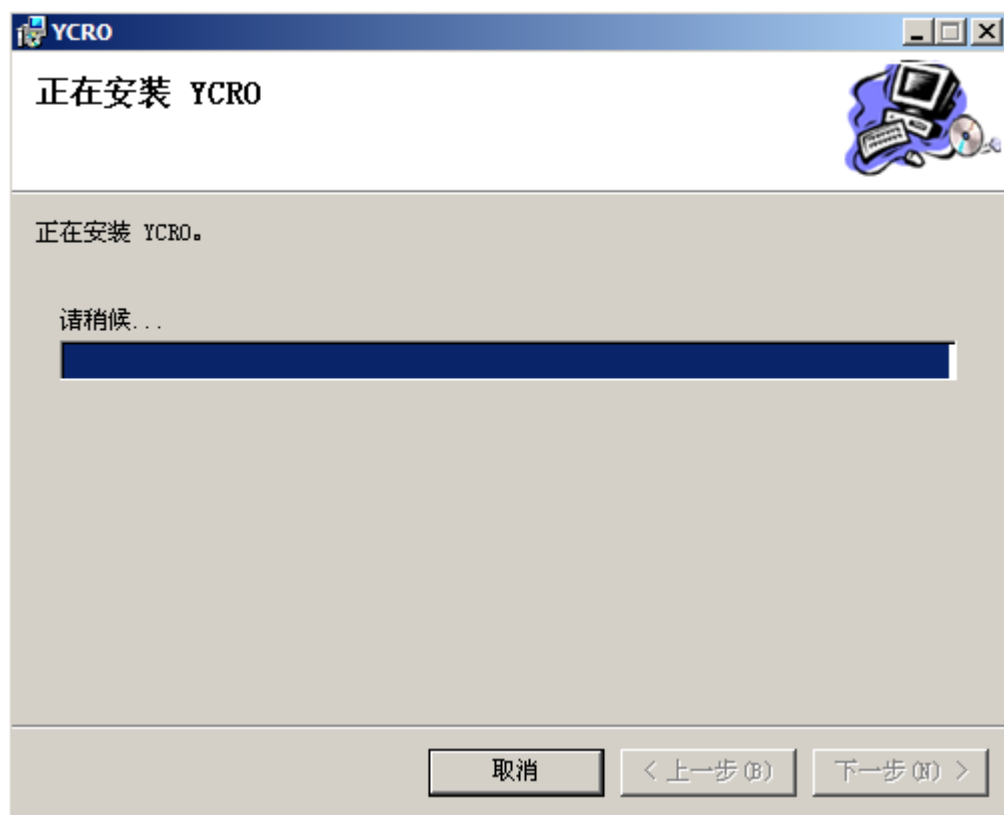 YCRO
正在安装 YCRO
正在安装 YCRO。
请稍候...
取消
< 上一步(B)
下一步(N) >